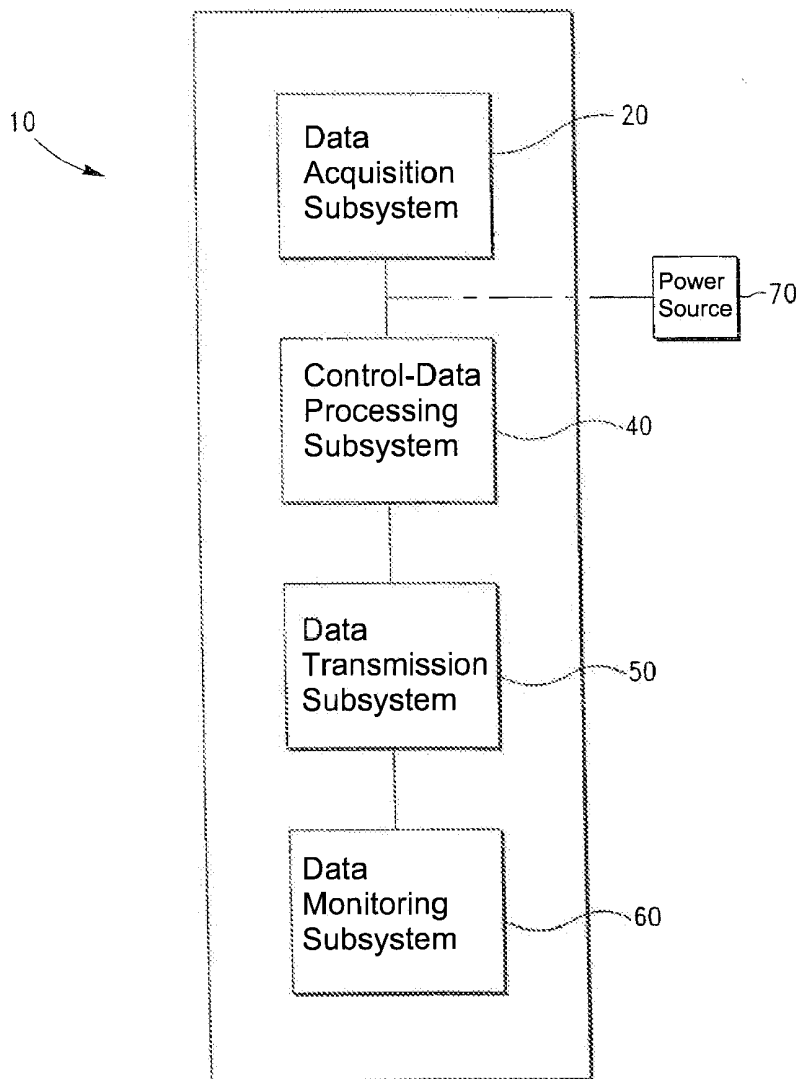 10
20
Data
Acquisition
Subsystem
Power
Source
70
Control-Data
Processing
Subsystem
40
Data
Transmission
Subsystem
50
Data
Monitoring
Subsystem
60